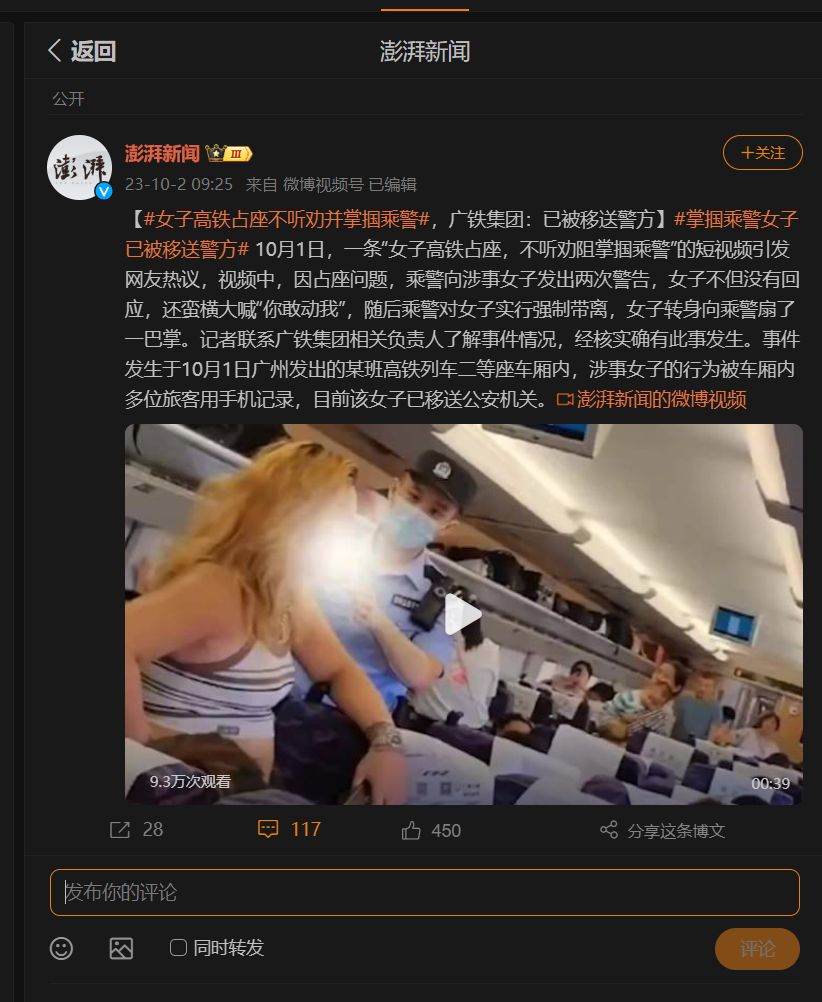 返回
澎湃新闻
公开
澎湃
澎湃新闻 III
+关注
23-10-2 09:25 来自 微博视频号 已编辑
【#女子高铁占座不听劝并掌掴乘警#，广铁集团：已被移送警方】#掌掴乘警女子
已被移送警方# 10月1日，一条“女子高铁占座，不听劝阻掌掴乘警”的短视频引发
网友热议，视频中，因占座问题，乘警向涉事女子发出两次警告，女子不但没有回
应，还蛮横大喊“你敢动我”，随后乘警对女子实行强制带离，女子转身向乘警扇了
一巴掌。记者联系广铁集团相关负责人了解事件情况，经核实确有此事发生。事件
发生于10月1日广州发出的某班高铁列车二等座车厢内，涉事女子的行为被车厢内
多位旅客用手机记录，目前该女子已移送公安机关。澎湃新闻的微博视频
9.3万次观看
00:39
28
117
450
分享这条博文
发布你的评论
同时转发
评论